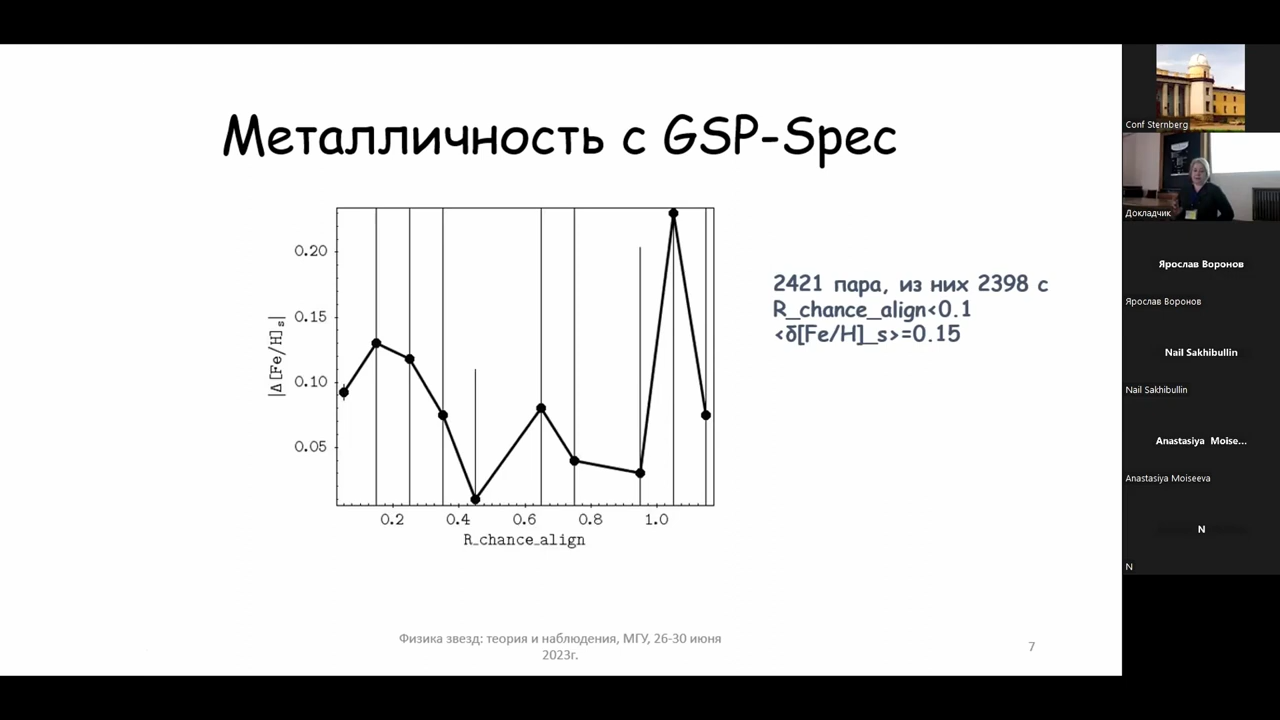 Металличность с GSP-Spec
|Δ[Fe/H]_s|
0.20
0.15
0.10
0.05
0.2 0.4 0.6 0.8 1.0
R_chance_align
2421 пара, из них 2398 с
R_chance_align<0.1
<δ[Fe/H]_s>=0.15
Физика звезд: теория и наблюдения, МГУ, 26-30 июня
2023г.
7
Conf Sternberg
Докладчик
Ярослав Воронов
Ярослав Воронов
Nail Sakhibullin
Nail Sakhibullin
Anastasiya Moise...
Anastasiya Moiseeva
N
N